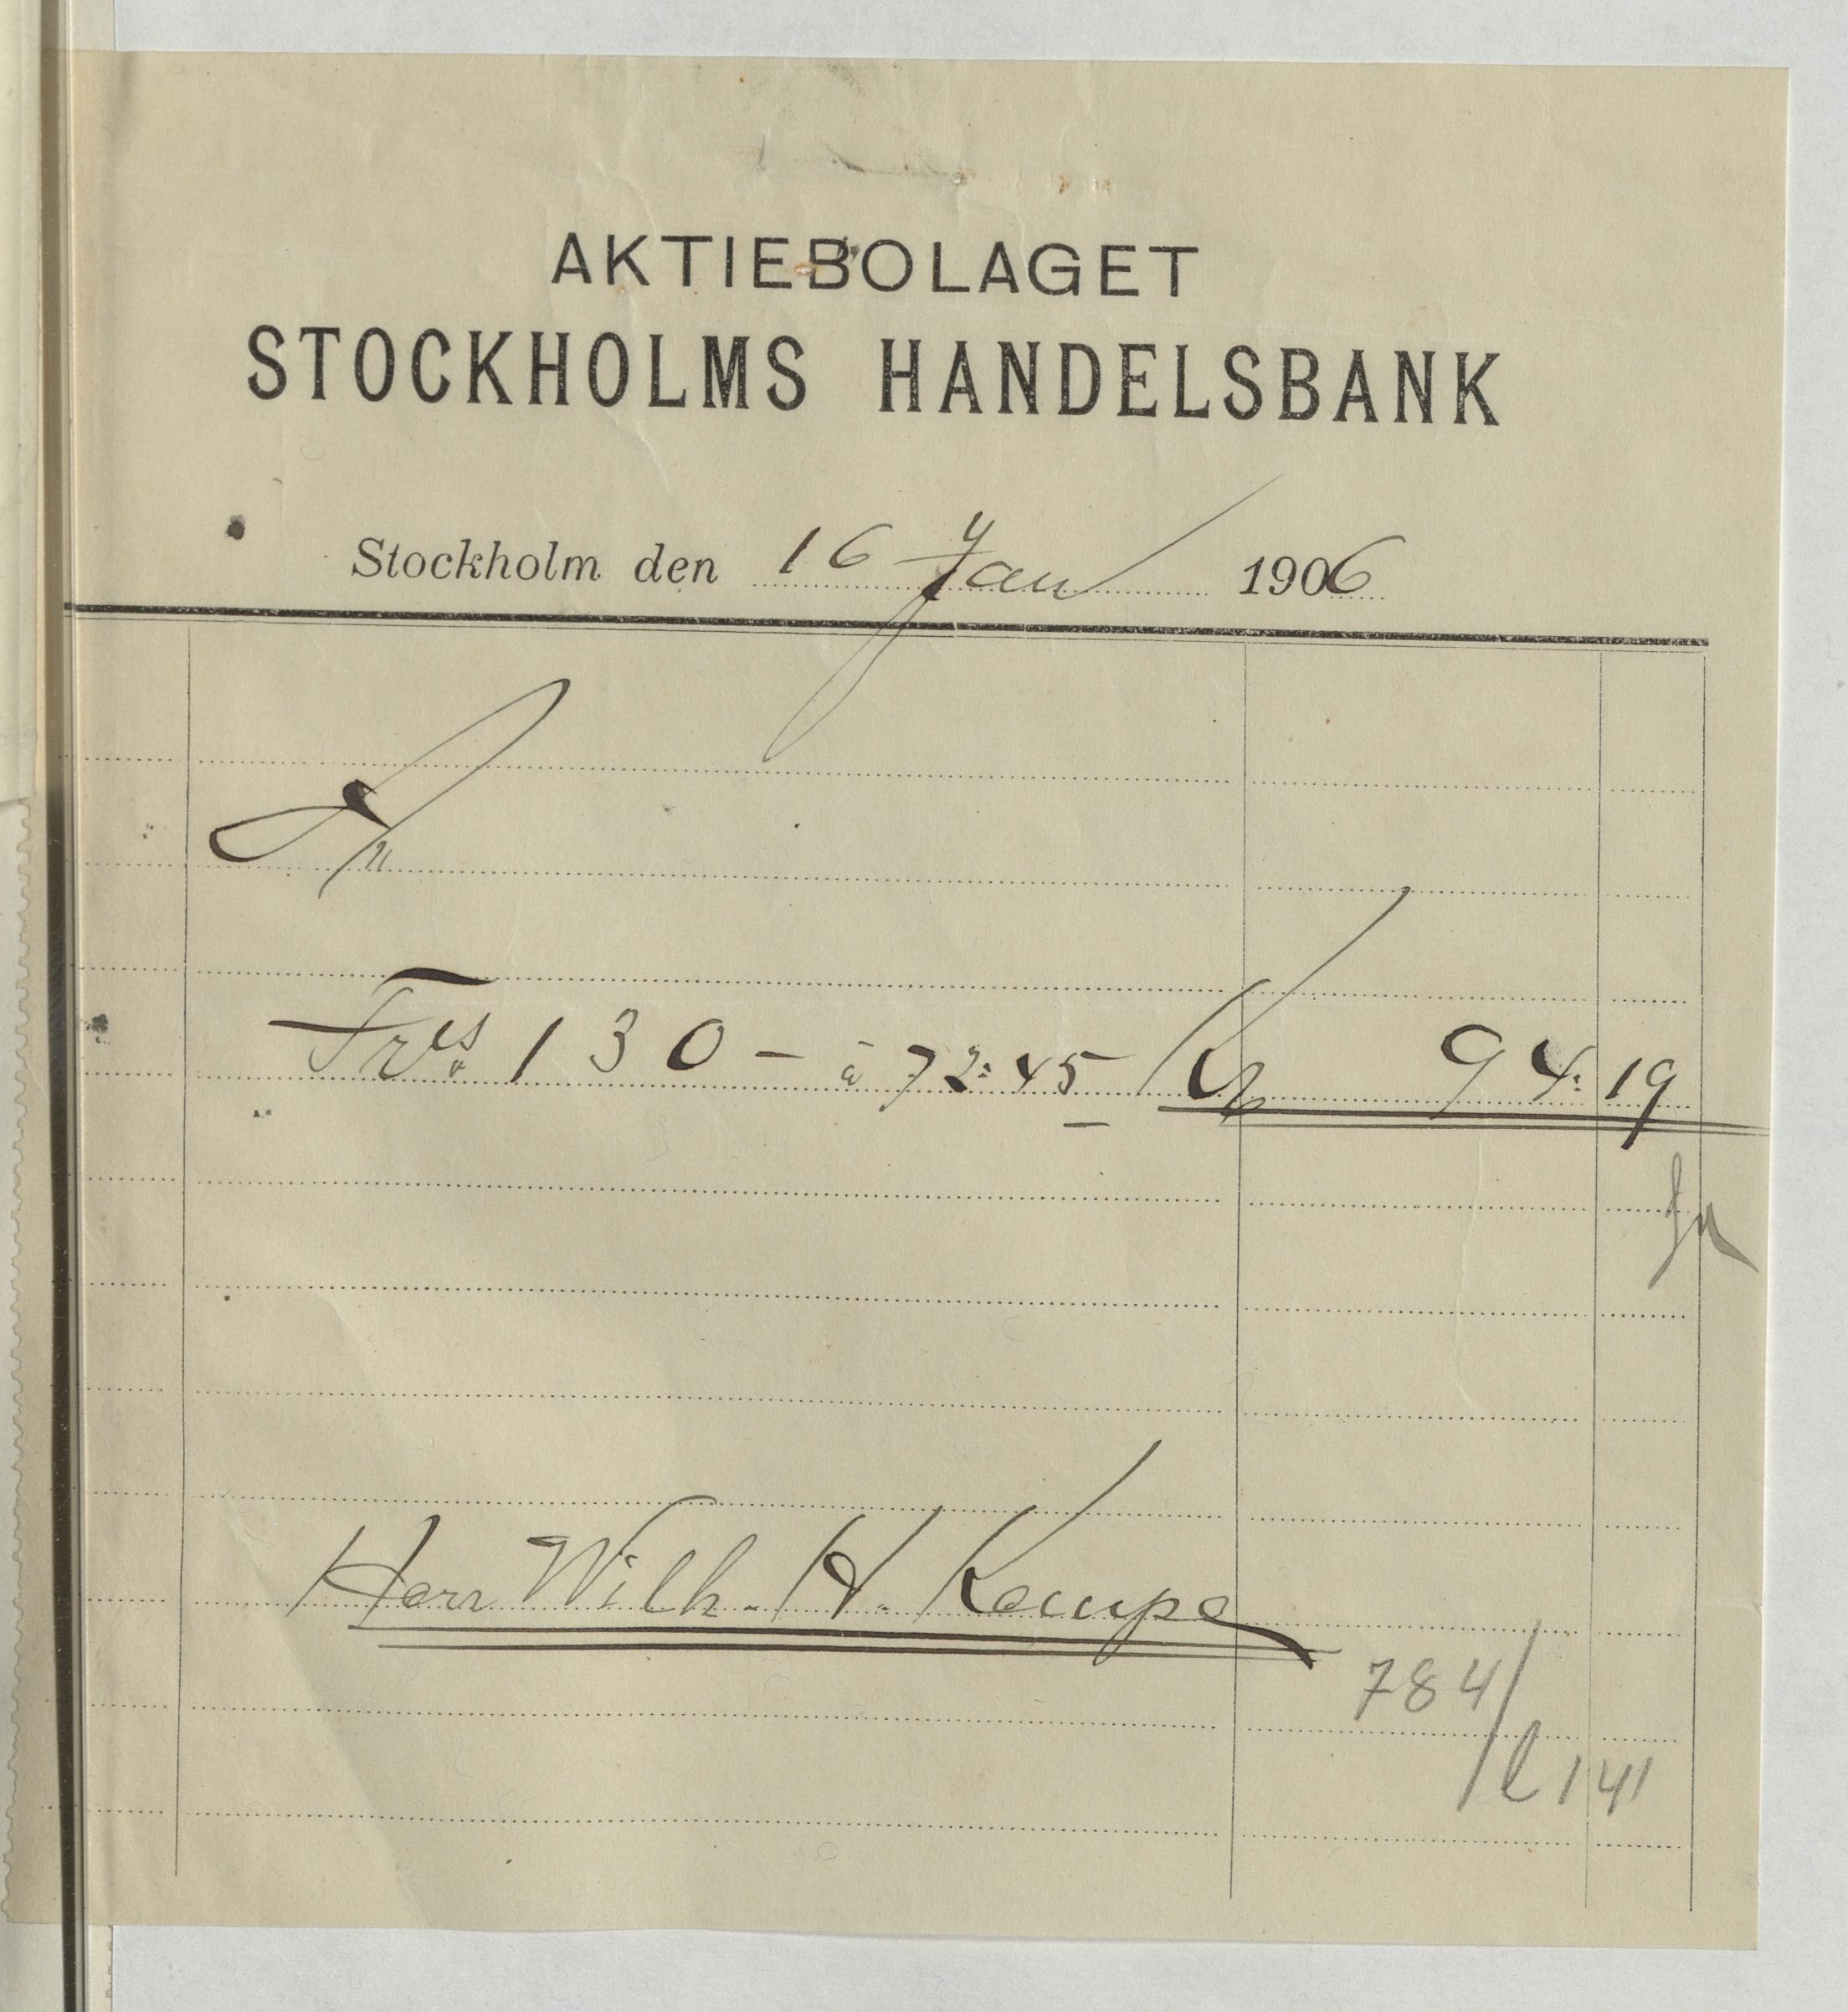 AKTIEBOLAGET
STOCKHOLMS HANDELSBANK
Stockholm den 16 Jan 1906
Frcs 130 – à 72:45 Kr 94:19
Herr Wilh. H. Kempe
784/
l 141